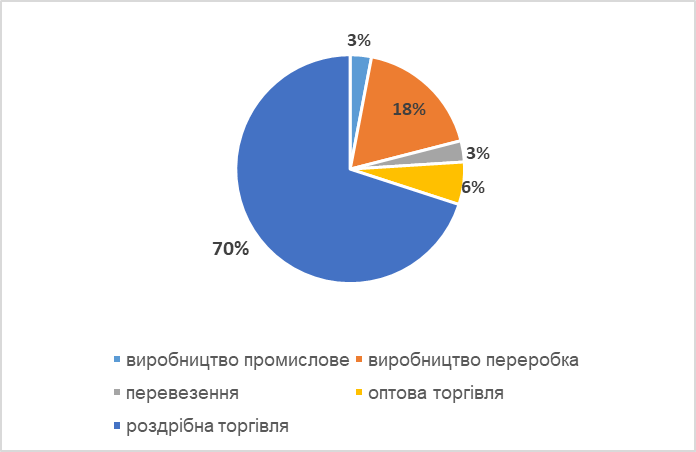 3%
18%
3%
6%
70%
виробництво промислове
виробництво переробка
перевезення
оптова торгівля
роздрібна торгівля